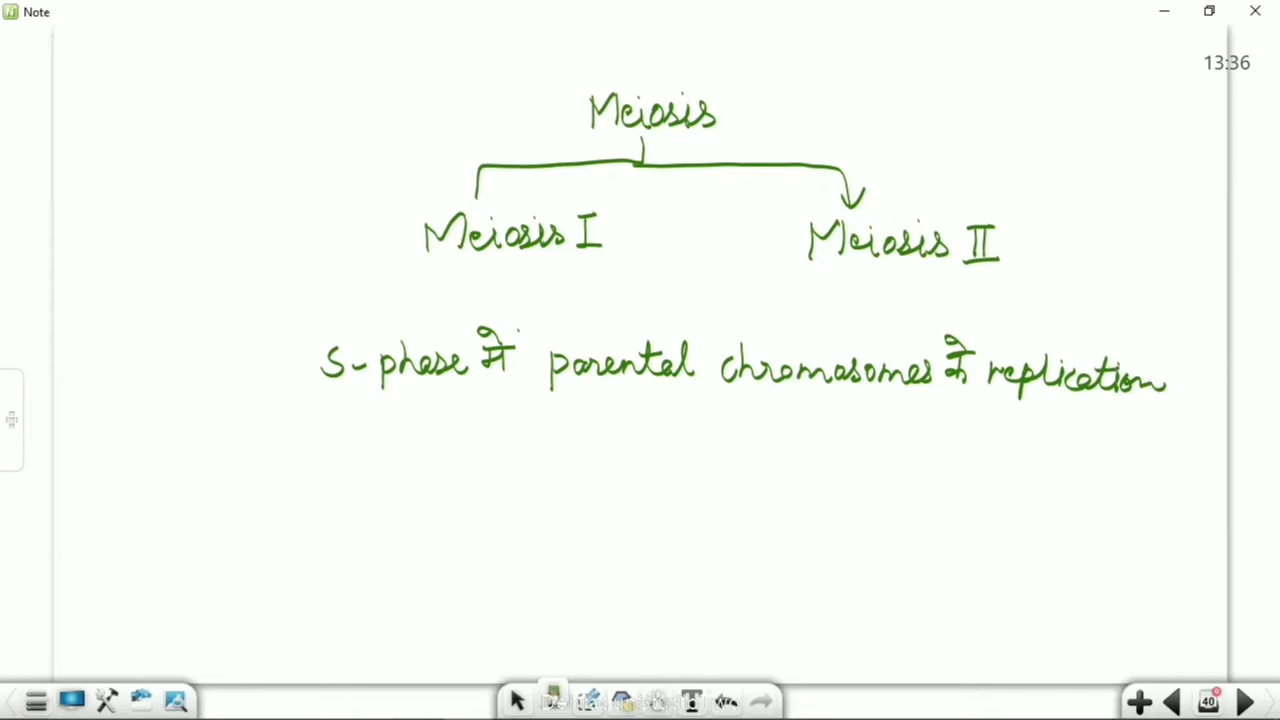 Note
13:36
Meiosis
Meiosis I
Meiosis II
S-phase में parental chromosomes के replication
40